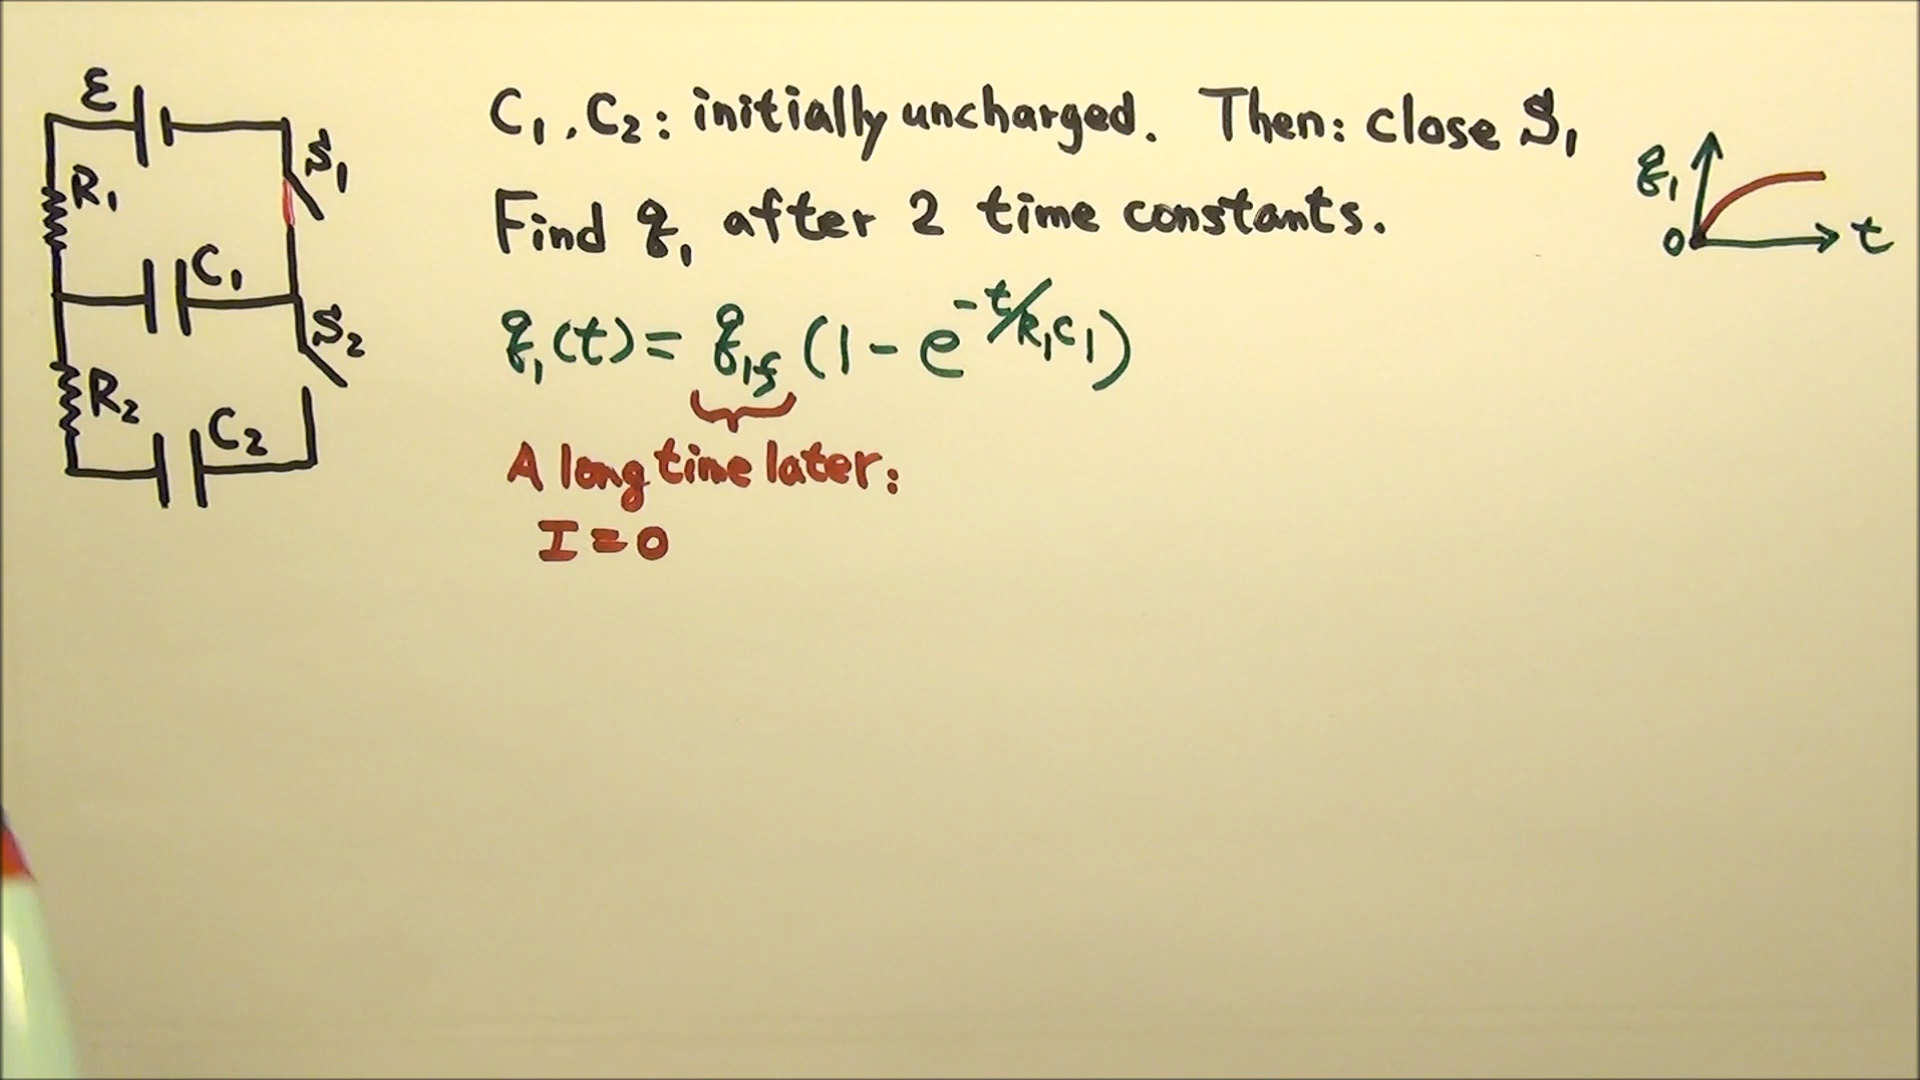 ε
R₁
S₁
C₁
S₂
R₂
C₂
C₁, C₂: initially uncharged. Then: close S₁
Find q₁ after 2 time constants.
q₁(t) = q₁f (1 - e^(-t/R₁C₁))
A long time later:
I = 0
q₁
0
t